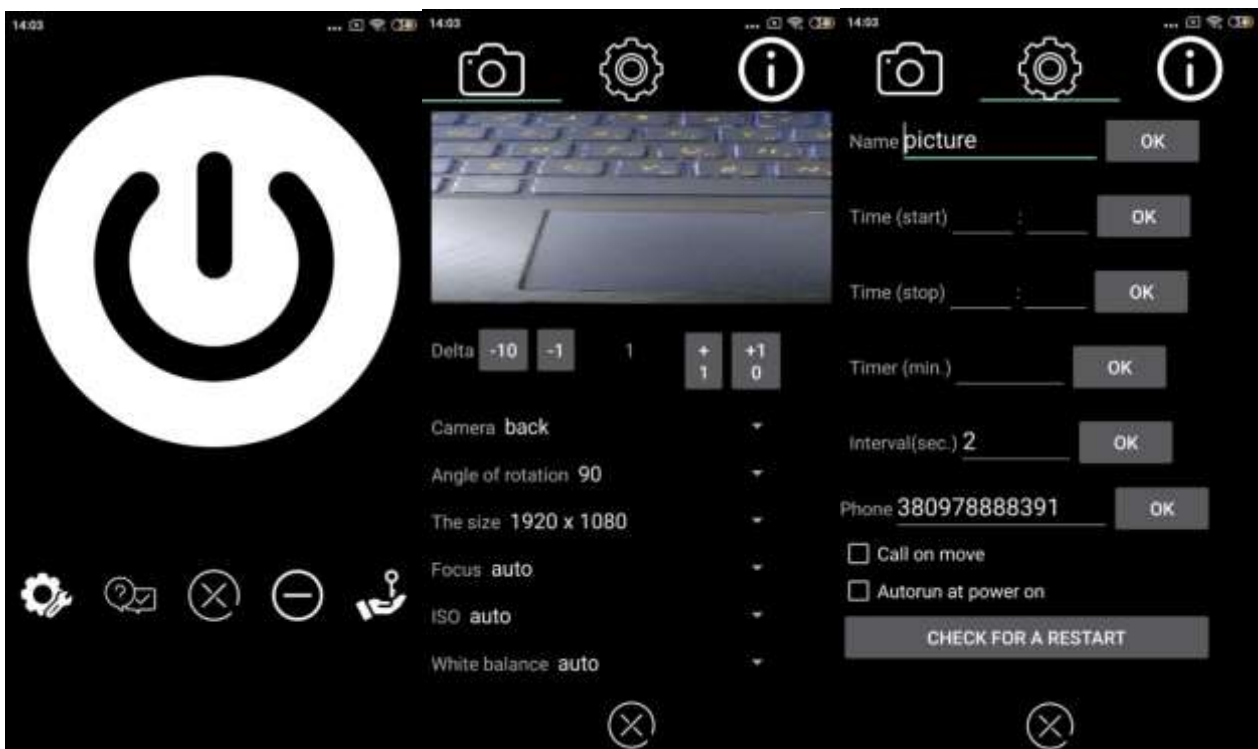 14:03
14:03
Delta -10 -1 1 +1 +10
Camera back
Angle of rotation 90
The size 1920 x 1080
Focus auto
ISO auto
White balance auto
14:03
Name picture OK
Time (start) : OK
Time (stop) : OK
Timer (min.) OK
Interval(sec.) 2 OK
Phone 380978888391 OK
Call on move
Autorun at power on
CHECK FOR A RESTART